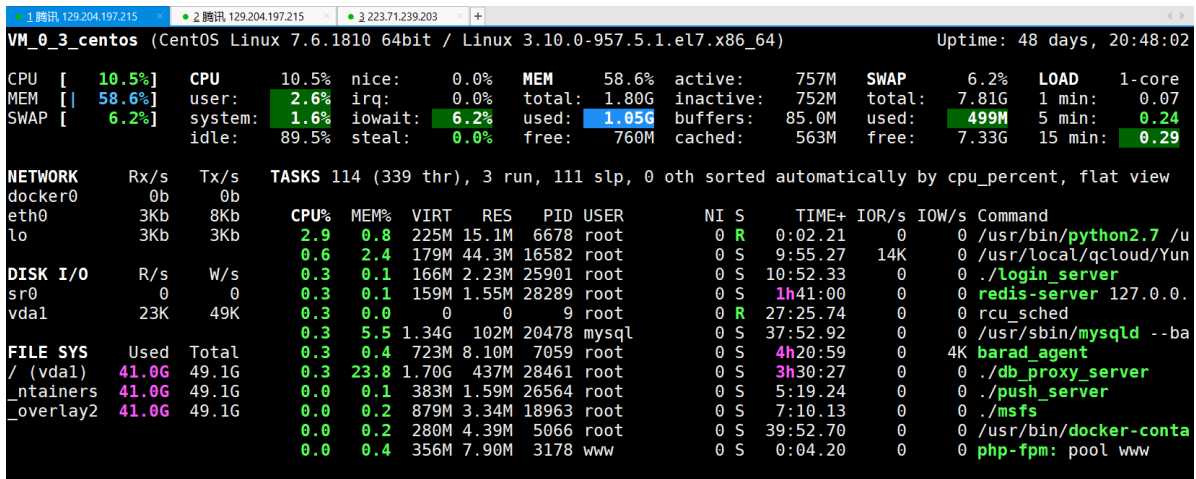 1 腾讯 129.204.197.215 × 2 腾讯 129.204.197.215 × 3 223.71.239.203 × +
VM_0_3_centos (CentOS Linux 7.6.1810 64bit / Linux 3.10.0-957.5.1.el7.x86_64) Uptime: 48 days, 20:48:02
CPU [ 10.5%] CPU 10.5% nice: 0.0% MEM 58.6% active: 757M SWAP 6.2% LOAD 1-core
MEM [| 58.6%] user: 2.6% irq: 0.0% total: 1.80G inactive: 752M total: 7.81G 1 min: 0.07
SWAP [ 6.2%] system: 1.6% iowait: 6.2% used: 1.05G buffers: 85.0M used: 499M 5 min: 0.24
idle: 89.5% steal: 0.0% free: 760M cached: 563M free: 7.33G 15 min: 0.29
NETWORK Rx/s Tx/s TASKS 114 (339 thr), 3 run, 111 slp, 0 oth sorted automatically by cpu_percent, flat view
docker0 0b 0b
eth0 3Kb 8Kb CPU% MEM% VIRT RES PID USER NI S TIME+ IOR/s IOW/s Command
lo 3Kb 3Kb 2.9 0.8 225M 15.1M 6678 root 0 R 0:02.21 0 0 /usr/bin/python2.7 /u
0.6 2.4 179M 44.3M 16582 root 0 S 9:55.27 14K 0 /usr/local/qcloud/Yun
DISK I/O R/s W/s 0.3 0.1 166M 2.23M 25901 root 0 S 10:52.33 0 0 ./login_server
sr0 0 0 0.3 0.1 159M 1.55M 28289 root 0 S 1h41:00 0 0 redis-server 127.0.0.
vda1 23K 49K 0.3 0.0 0 0 9 root 0 R 27:25.74 0 0 rcu_sched
0.3 5.5 1.34G 102M 20478 mysql 0 S 37:52.92 0 0 /usr/sbin/mysqld --ba
FILE SYS Used Total 0.3 0.4 723M 8.10M 7059 root 0 S 4h20:59 0 4K barad_agent
/ (vda1) 41.0G 49.1G 0.3 23.8 1.70G 437M 28461 root 0 S 3h30:27 0 0 ./db_proxy_server
_ntainers 41.0G 49.1G 0.0 0.1 383M 1.59M 26564 root 0 S 5:19.24 0 0 ./push_server
_overlay2 41.0G 49.1G 0.0 0.2 879M 3.34M 18963 root 0 S 7:10.13 0 0 ./msfs
0.0 0.2 280M 4.39M 5066 root 0 S 39:52.70 0 0 /usr/bin/docker-conta
0.0 0.4 356M 7.90M 3178 www 0 S 0:04.20 0 0 php-fpm: pool www